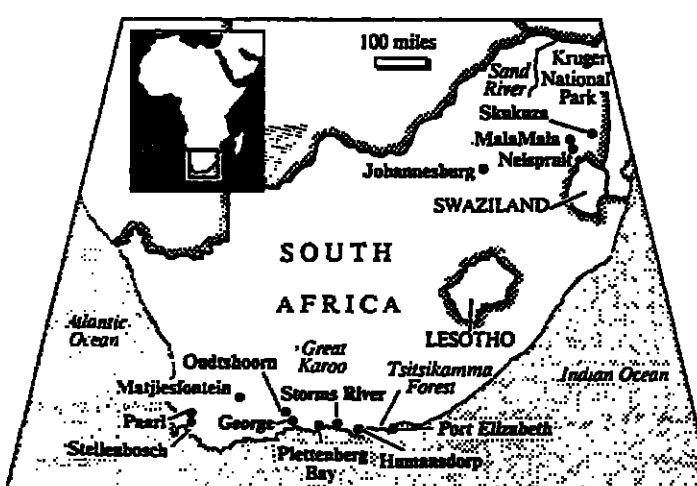 100 miles
Sand
River
Kruger
National
Park
Skukuza
MalaMala
Nelspruit
Johannesburg
SWAZILAND
SOUTH
AFRICA
LESOTHO
Atlantic
Ocean
Indian Ocean
Great
Karoo
Oudtshoorn
Tsitsikamma
Forest
Matjiesfontein
Storms River
Paarl
George
Port Elizabeth
Stellenbosch
Plettenberg
Bay
Humansdorp